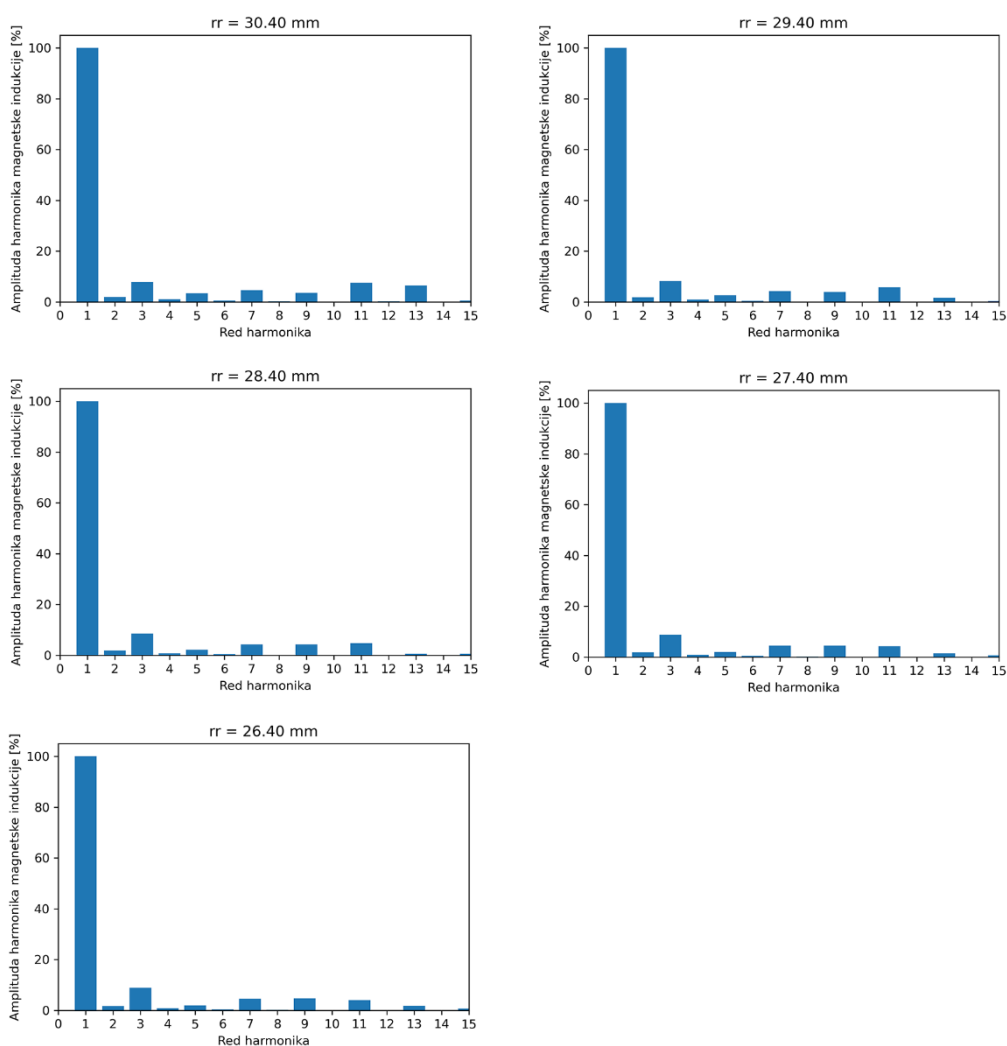 rr = 30.40 mm
Amplituda harmonika magnetske indukcije [%]
100
80
60
40
20
0
0 1 2 3 4 5 6 7 8 9 10 11 12 13 14 15
Red harmonika
rr = 29.40 mm
Amplituda harmonika magnetske indukcije [%]
100
80
60
40
20
0
0 1 2 3 4 5 6 7 8 9 10 11 12 13 14 15
Red harmonika
rr = 28.40 mm
Amplituda harmonika magnetske indukcije [%]
100
80
60
40
20
0
0 1 2 3 4 5 6 7 8 9 10 11 12 13 14 15
Red harmonika
rr = 27.40 mm
Amplituda harmonika magnetske indukcije [%]
100
80
60
40
20
0
0 1 2 3 4 5 6 7 8 9 10 11 12 13 14 15
Red harmonika
rr = 26.40 mm
Amplituda harmonika magnetske indukcije [%]
100
80
60
40
20
0
0 1 2 3 4 5 6 7 8 9 10 11 12 13 14 15
Red harmonika